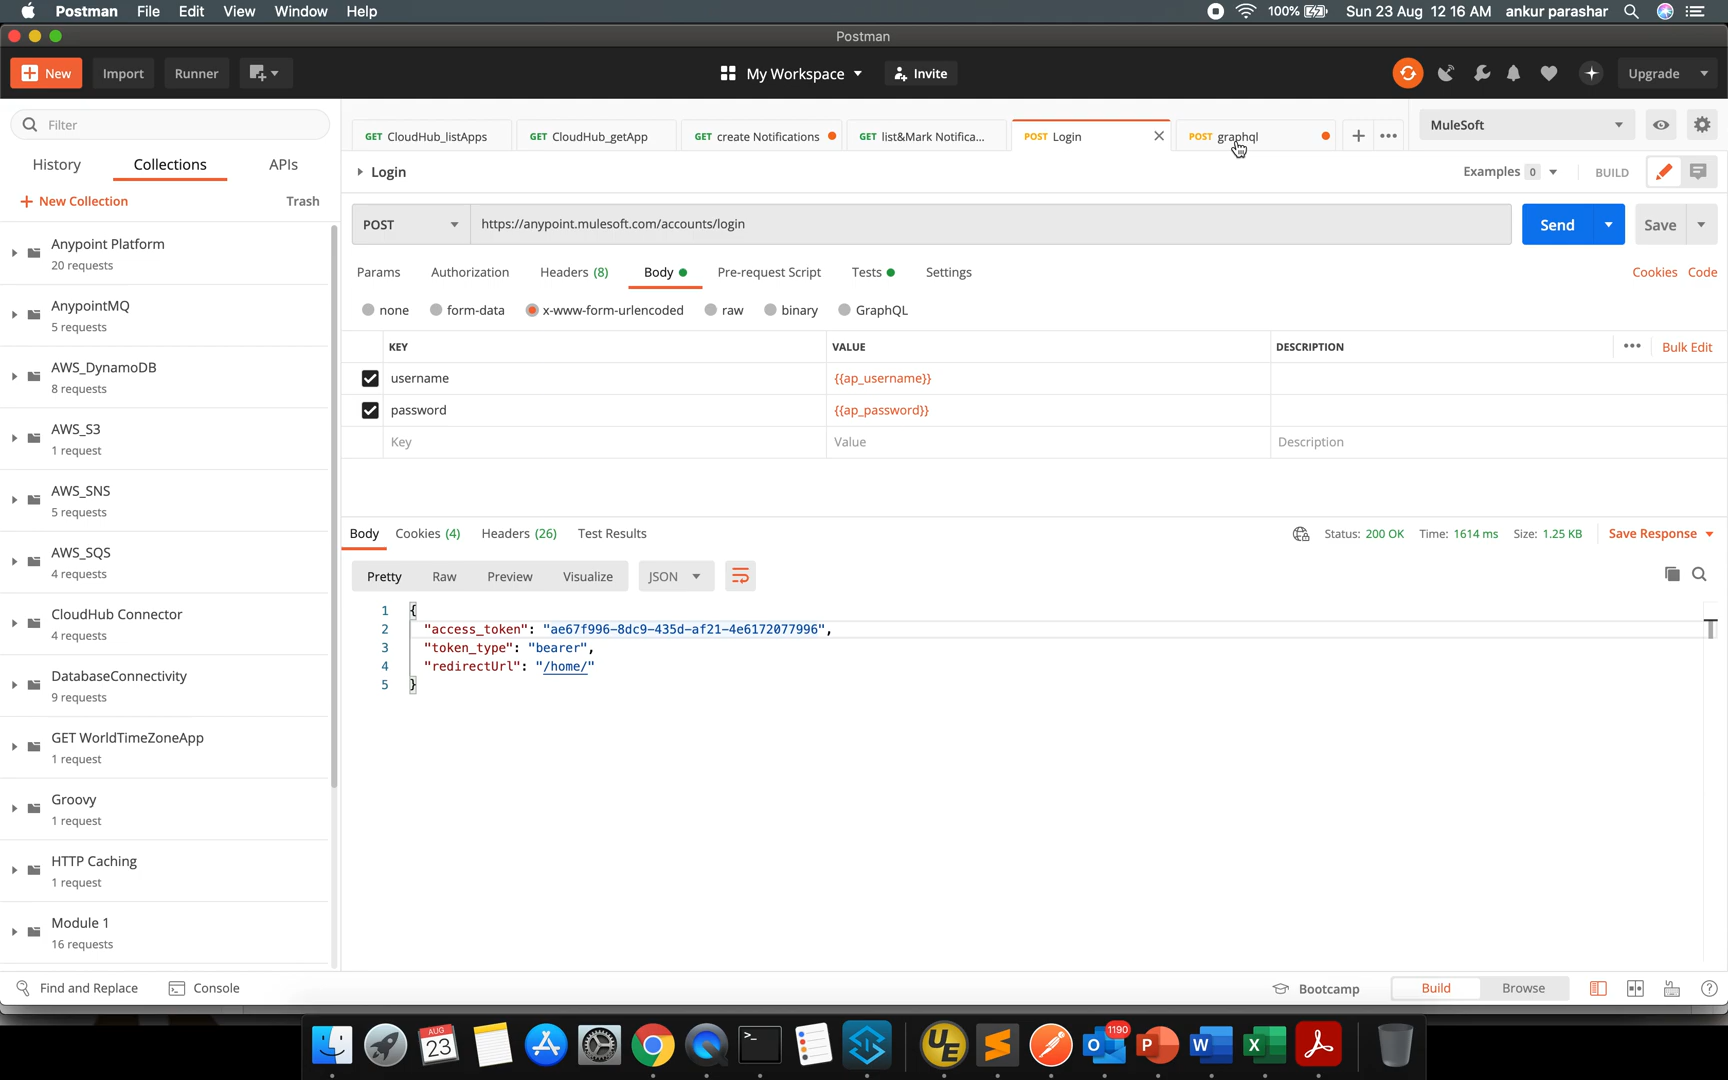 Postman File Edit View Window Help 100% Sun 23 Aug 12 16 AM ankur parashar
Postman
New Import Runner My Workspace Invite Upgrade
Filter
GET CloudHub_listApps GET CloudHub_getApp GET create Notifications GET list&Mark Notifica... POST Login POST graphql MuleSoft
History Collections APIs
Login Examples 0 BUILD
+ New Collection Trash
POST https://anypoint.mulesoft.com/accounts/login Send Save
Params Authorization Headers (8) Body Pre-request Script Tests Settings Cookies Code
none form-data x-www-form-urlencoded raw binary GraphQL
KEY VALUE DESCRIPTION Bulk Edit
username {{ap_username}}
password {{ap_password}}
Key Value Description
Anypoint Platform
20 requests
AnypointMQ
5 requests
AWS_DynamoDB
8 requests
AWS_S3
1 request
AWS_SNS
5 requests
AWS_SQS
4 requests
CloudHub Connector
4 requests
DatabaseConnectivity
9 requests
GET WorldTimeZoneApp
1 request
Groovy
1 request
HTTP Caching
1 request
Module 1
16 requests
Body Cookies (4) Headers (26) Test Results Status: 200 OK Time: 1614 ms Size: 1.25 KB Save Response
Pretty Raw Preview Visualize JSON
1 {
2 "access_token": "ae67f996-8dc9-435d-af21-4e6172077996",
3 "token_type": "bearer",
4 "redirectUrl": "/home/"
5 }
Find and Replace Console Bootcamp Build Browse
AUG
23
>_
UE
1190
P
W
X